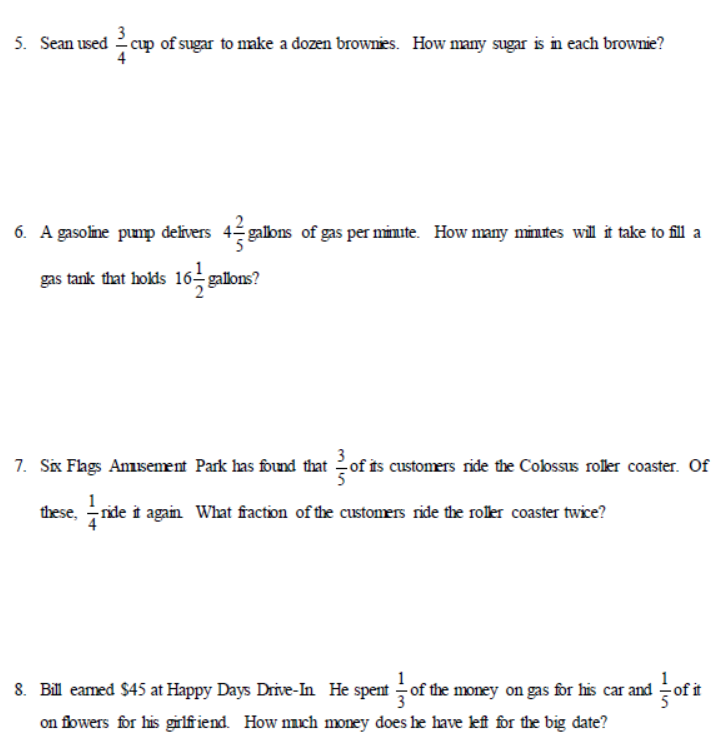 5. Sean used 3/4 cup of sugar to make a dozen brownies. How many sugar is in each brownie?
6. A gasoline pump delivers 4 2/5 gallons of gas per minute. How many minutes will it take to fill a
gas tank that holds 16 1/2 gallons?
7. Six Flags Amusement Park has found that 3/5 of its customers ride the Colossus roller coaster. Of
these, 1/4 ride it again. What fraction of the customers ride the roller coaster twice?
8. Bill earned $45 at Happy Days Drive-In. He spent 1/3 of the money on gas for his car and 1/5 of it
on flowers for his girlfriend. How much money does he have left for the big date?